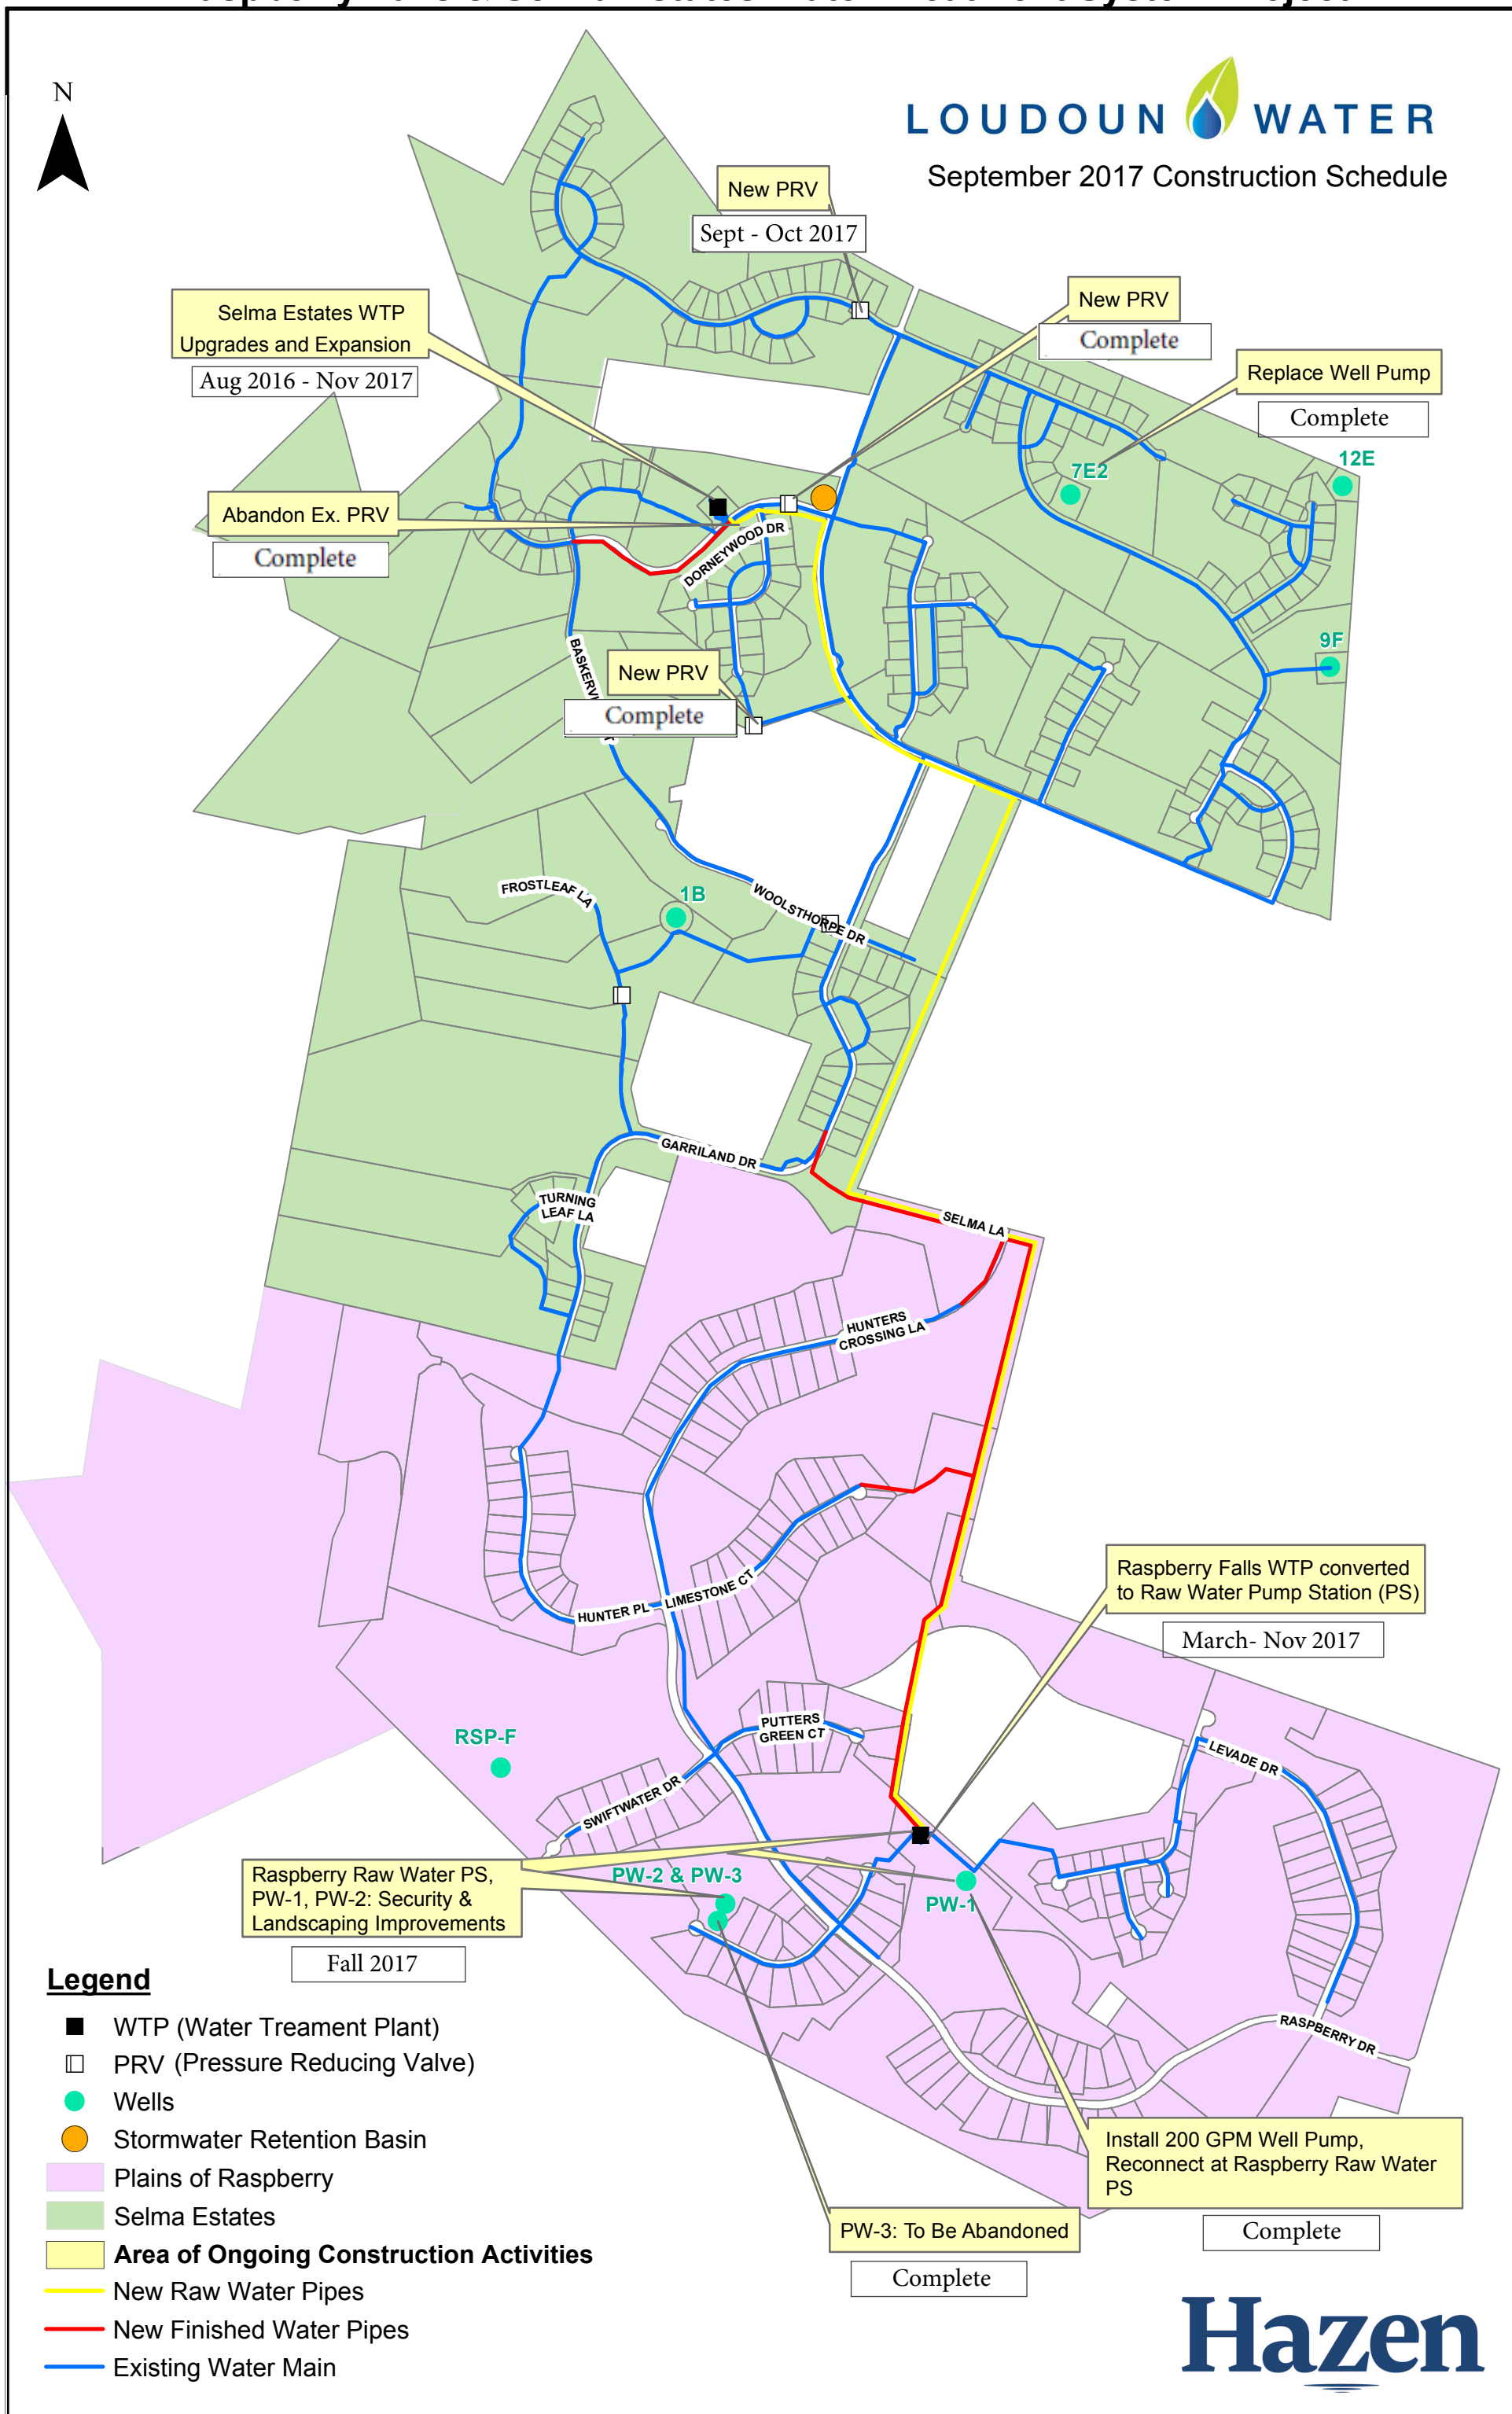 N
LOUDOUN WATER
September 2017 Construction Schedule
New PRV
Sept - Oct 2017
Selma Estates WTP
Upgrades and Expansion
Aug 2016 - Nov 2017
New PRV
Complete
Replace Well Pump
Complete
7E2
12E
Abandon Ex. PRV
Complete
DORNEYWOOD DR
9F
New PRV
Complete
FROSTLEAF LA
1B
WOOLSTHORPE DR
GARRILAND DR
TURNING
LEAF LA
SELMA LA
HUNTERS
CROSSING LA
HUNTER PL
LIMESTONE CT
Raspberry Falls WTP converted
to Raw Water Pump Station (PS)
March- Nov 2017
RSP-F
PUTTERS
GREEN CT
SWIFTWATER DR
LEVADE DR
Raspberry Raw Water PS,
PW-1, PW-2: Security &
Landscaping Improvements
Fall 2017
PW-2 & PW-3
PW-1
RASPBERRY DR
Install 200 GPM Well Pump,
Reconnect at Raspberry Raw Water
PS
Complete
PW-3: To Be Abandoned
Complete
Legend
WTP (Water Treament Plant)
PRV (Pressure Reducing Valve)
Wells
Stormwater Retention Basin
Plains of Raspberry
Selma Estates
Area of Ongoing Construction Activities
New Raw Water Pipes
New Finished Water Pipes
Existing Water Main
Hazen